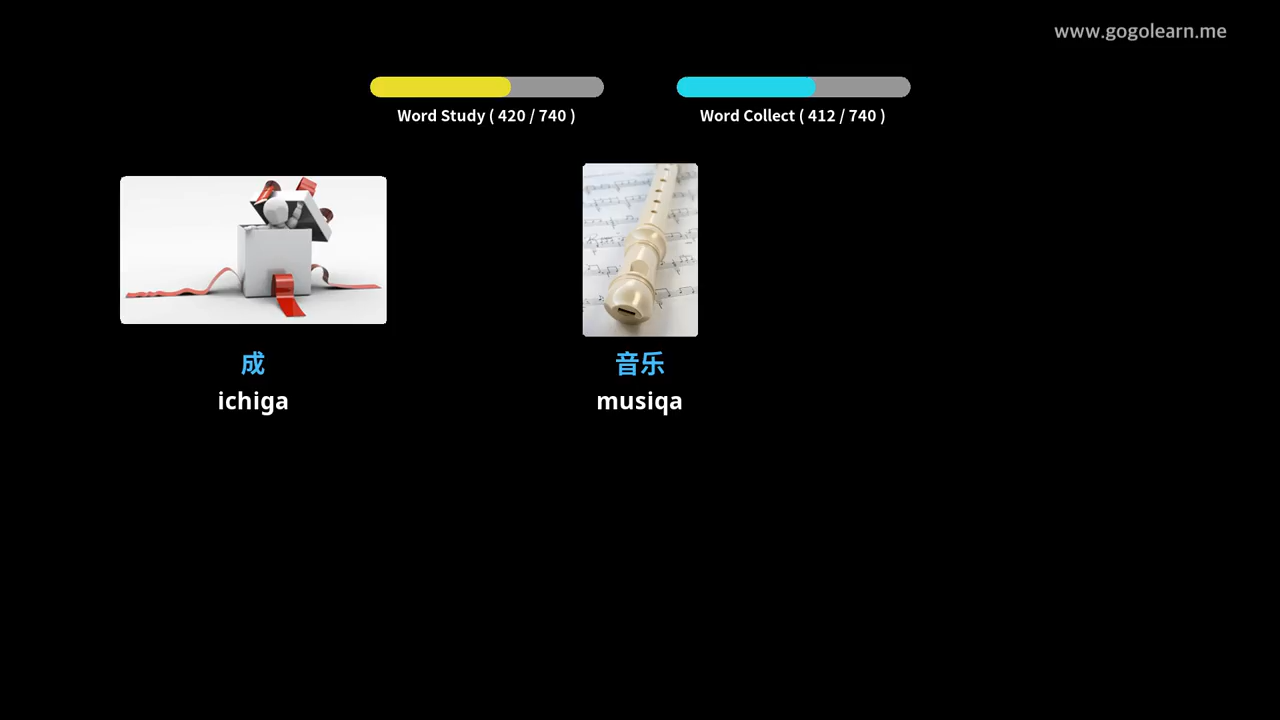 www.gogolearn.me
Word Study ( 420 / 740 )
Word Collect ( 412 / 740 )
成
ichiga
音乐
musiqa